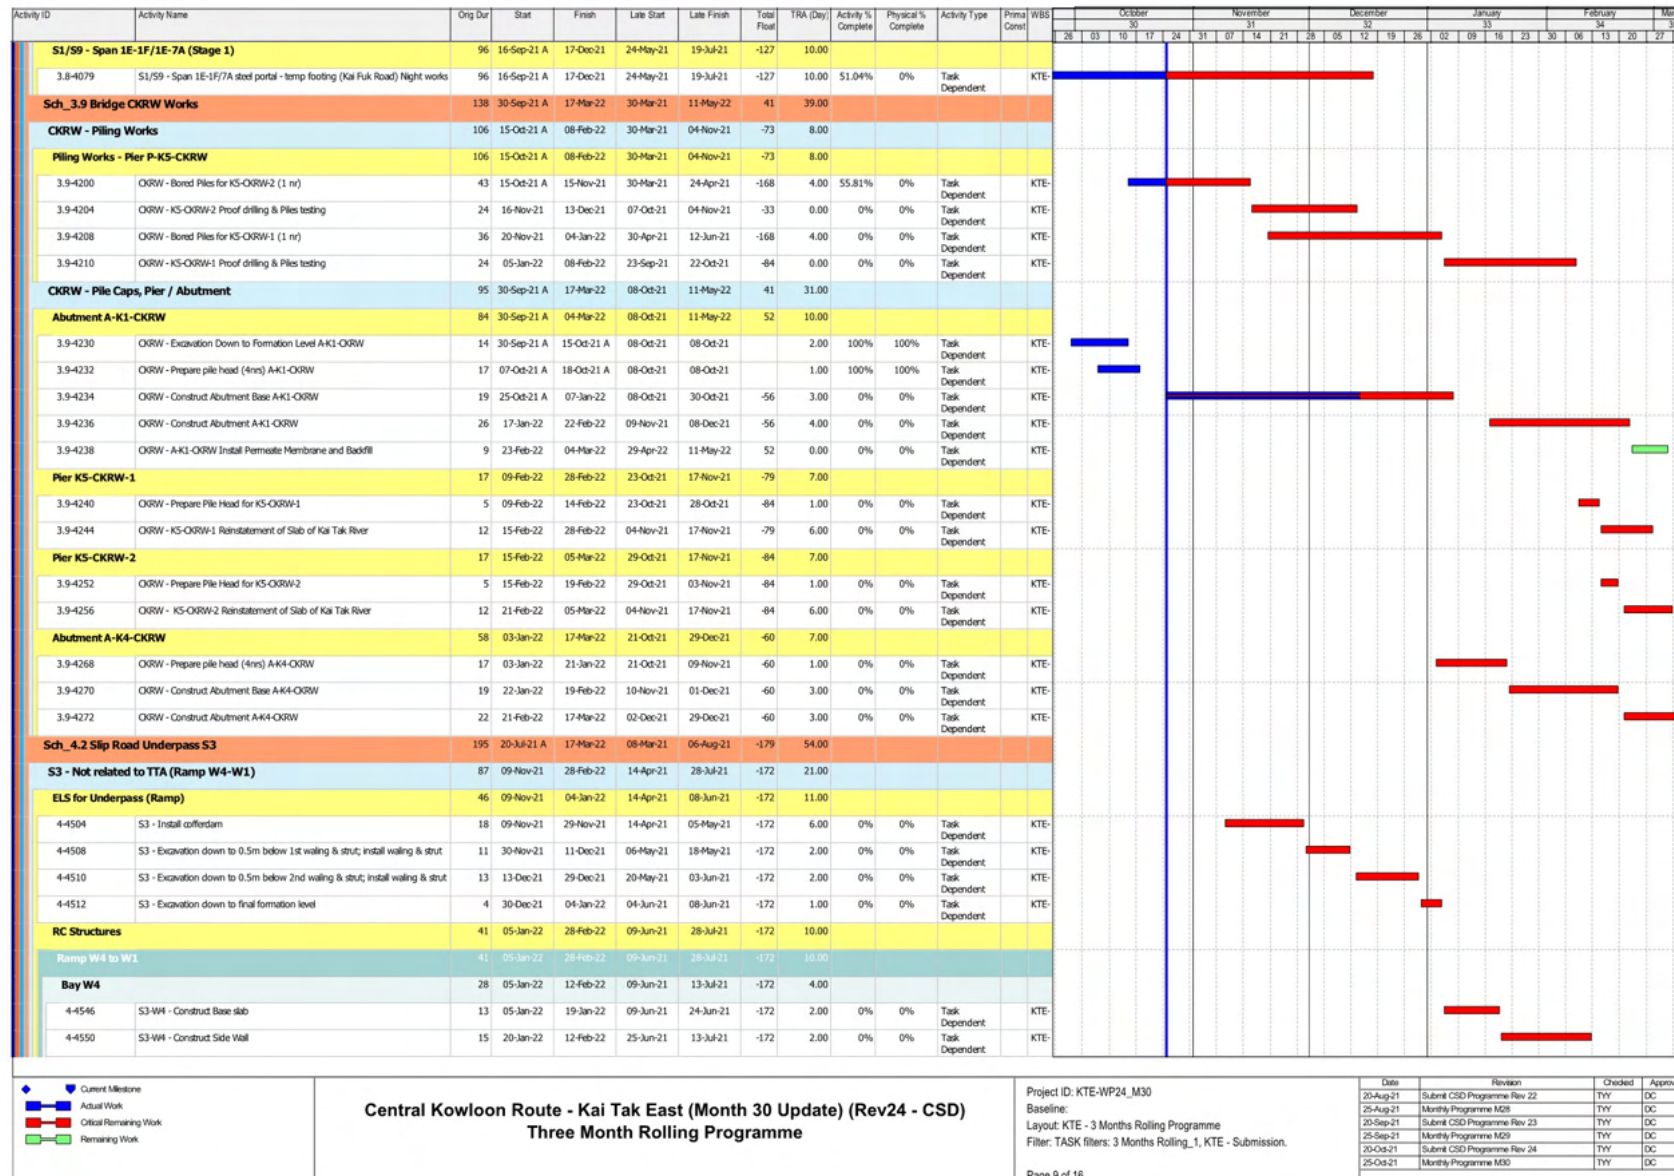 Activity ID Activity Name Orig Dur Start Finish Late Start Late Finish Total Float TRA (Day) Activity % Complete Physical % Complete Activity Type Prima Const WBS
October November December January February Mar
30 31 32 33 34
26 03 10 17 24 31 07 14 21 28 05 12 19 26 02 09 16 23 30 06 13 20 27
S1/S9 - Span 1E-1F/1E-7A (Stage 1) 96 16-Sep-21 A 17-Dec-21 24-May-21 19-Jul-21 -127 10.00
3.8-4079 S1/S9 - Span 1E-1F/7A steel portal - temp footing (Kai Fuk Road) Night works 96 16-Sep-21 A 17-Dec-21 24-May-21 19-Jul-21 -127 10.00 51.04% 0% Task Dependent KTE-
Sch_3.9 Bridge CKRW Works 138 30-Sep-21 A 17-Mar-22 30-Mar-21 11-May-22 41 39.00
CKRW - Piling Works 106 15-Oct-21 A 08-Feb-22 30-Mar-21 04-Nov-21 -73 8.00
Piling Works - Pier P-K5-CKRW 106 15-Oct-21 A 08-Feb-22 30-Mar-21 04-Nov-21 -73 8.00
3.9-4200 CKRW - Bored Piles for K5-CKRW-2 (1 nr) 43 15-Oct-21 A 15-Nov-21 30-Mar-21 24-Apr-21 -168 4.00 55.81% 0% Task Dependent KTE-
3.9-4204 CKRW - K5-CKRW-2 Proof drilling & Piles testing 24 16-Nov-21 13-Dec-21 07-Oct-21 04-Nov-21 -33 0.00 0% 0% Task Dependent KTE-
3.9-4208 CKRW - Bored Piles for K5-CKRW-1 (1 nr) 36 20-Nov-21 04-Jan-22 30-Apr-21 12-Jun-21 -168 4.00 0% 0% Task Dependent KTE-
3.9-4210 CKRW - K5-CKRW-1 Proof drilling & Piles testing 24 05-Jan-22 08-Feb-22 23-Sep-21 22-Oct-21 -84 0.00 0% 0% Task Dependent KTE-
CKRW - Pile Caps, Pier / Abutment 95 30-Sep-21 A 17-Mar-22 08-Oct-21 11-May-22 41 31.00
Abutment A-K1-CKRW 84 30-Sep-21 A 04-Mar-22 08-Oct-21 11-May-22 52 10.00
3.9-4230 CKRW - Excavation Down to Formation Level A-K1-CKRW 14 30-Sep-21 A 15-Oct-21 A 08-Oct-21 08-Oct-21 2.00 100% 100% Task Dependent KTE-
3.9-4232 CKRW - Prepare pile head (4nrs) A-K1-CKRW 17 07-Oct-21 A 18-Oct-21 A 08-Oct-21 08-Oct-21 1.00 100% 100% Task Dependent KTE-
3.9-4234 CKRW - Construct Abutment Base A-K1-CKRW 19 25-Oct-21 A 07-Jan-22 08-Oct-21 30-Oct-21 -56 3.00 0% 0% Task Dependent KTE-
3.9-4236 CKRW - Construct Abutment A-K1-CKRW 26 17-Jan-22 22-Feb-22 09-Nov-21 08-Dec-21 -56 4.00 0% 0% Task Dependent KTE-
3.9-4238 CKRW - A-K1-CKRW Install Permeate Membrane and Backfill 9 23-Feb-22 04-Mar-22 29-Apr-22 11-May-22 52 0.00 0% 0% Task Dependent KTE-
Pier K5-CKRW-1 17 09-Feb-22 28-Feb-22 23-Oct-21 17-Nov-21 -79 7.00
3.9-4240 CKRW - Prepare Pile Head for K5-CKRW-1 5 09-Feb-22 14-Feb-22 23-Oct-21 28-Oct-21 -84 1.00 0% 0% Task Dependent KTE-
3.9-4244 CKRW - K5-CKRW-1 Reinstatement of Slab of Kai Tak River 12 15-Feb-22 28-Feb-22 04-Nov-21 17-Nov-21 -79 6.00 0% 0% Task Dependent KTE-
Pier K5-CKRW-2 17 15-Feb-22 05-Mar-22 29-Oct-21 17-Nov-21 -84 7.00
3.9-4252 CKRW - Prepare Pile Head for K5-CKRW-2 5 15-Feb-22 19-Feb-22 29-Oct-21 03-Nov-21 -84 1.00 0% 0% Task Dependent KTE-
3.9-4256 CKRW - K5-CKRW-2 Reinstatement of Slab of Kai Tak River 12 21-Feb-22 05-Mar-22 04-Nov-21 17-Nov-21 -84 6.00 0% 0% Task Dependent KTE-
Abutment A-K4-CKRW 58 03-Jan-22 17-Mar-22 21-Oct-21 29-Dec-21 -60 7.00
3.9-4268 CKRW - Prepare pile head (4nrs) A-K4-CKRW 17 03-Jan-22 21-Jan-22 21-Oct-21 09-Nov-21 -60 1.00 0% 0% Task Dependent KTE-
3.9-4270 CKRW - Construct Abutment Base A-K4-CKRW 19 22-Jan-22 19-Feb-22 10-Nov-21 01-Dec-21 -60 3.00 0% 0% Task Dependent KTE-
3.9-4272 CKRW - Construct Abutment A-K4-CKRW 22 21-Feb-22 17-Mar-22 02-Dec-21 29-Dec-21 -60 3.00 0% 0% Task Dependent KTE-
Sch_4.2 Slip Road Underpass S3 195 20-Jul-21 A 17-Mar-22 08-Mar-21 06-Aug-21 -179 54.00
S3 - Not related to TTA (Ramp W4-W1) 87 09-Nov-21 28-Feb-22 14-Apr-21 28-Jul-21 -172 21.00
ELS for Underpass (Ramp) 46 09-Nov-21 04-Jan-22 14-Apr-21 08-Jun-21 -172 11.00
4-4504 S3 - Install cofferdam 18 09-Nov-21 29-Nov-21 14-Apr-21 05-May-21 -172 6.00 0% 0% Task Dependent KTE-
4-4508 S3 - Excavation down to 0.5m below 1st waling & strut; install waling & strut 11 30-Nov-21 11-Dec-21 06-May-21 18-May-21 -172 2.00 0% 0% Task Dependent KTE-
4-4510 S3 - Excavation down to 0.5m below 2nd waling & strut; install waling & strut 13 13-Dec-21 29-Dec-21 20-May-21 03-Jun-21 -172 2.00 0% 0% Task Dependent KTE-
4-4512 S3 - Excavation down to final formation level 4 30-Dec-21 04-Jan-22 04-Jun-21 08-Jun-21 -172 1.00 0% 0% Task Dependent KTE-
RC Structures 41 05-Jan-22 28-Feb-22 09-Jun-21 28-Jul-21 -172 10.00
Ramp W4 to W1 41 05-Jan-22 28-Feb-22 09-Jun-21 28-Jul-21 -172 10.00
Bay W4 28 05-Jan-22 12-Feb-22 09-Jun-21 13-Jul-21 -172 4.00
4-4546 S3-W4 - Construct Base slab 13 05-Jan-22 19-Jan-22 09-Jun-21 24-Jun-21 -172 2.00 0% 0% Task Dependent KTE-
4-4550 S3-W4 - Construct Side Wall 15 20-Jan-22 12-Feb-22 25-Jun-21 13-Jul-21 -172 2.00 0% 0% Task Dependent KTE-
Current Milestone
Actual Work
Critical Remaining Work
Remaining Work
Central Kowloon Route - Kai Tak East (Month 30 Update) (Rev24 - CSD)
Three Month Rolling Programme
Project ID: KTE-WP24_M30
Baseline:
Layout: KTE - 3 Months Rolling Programme
Filter: TASK filters: 3 Months Rolling_1, KTE - Submission.
Page 9 of 16
Date Revision Checked Approv
20-Aug-21 Submit CSD Programme Rev 22 TYY DC
25-Aug-21 Monthly Programme M28 TYY DC
20-Sep-21 Submit CSD Programme Rev 23 TYY DC
25-Sep-21 Monthly Programme M29 TYY DC
20-Oct-21 Submit CSD Programme Rev 24 TYY DC
25-Oct-21 Monthly Programme M30 TYY DC